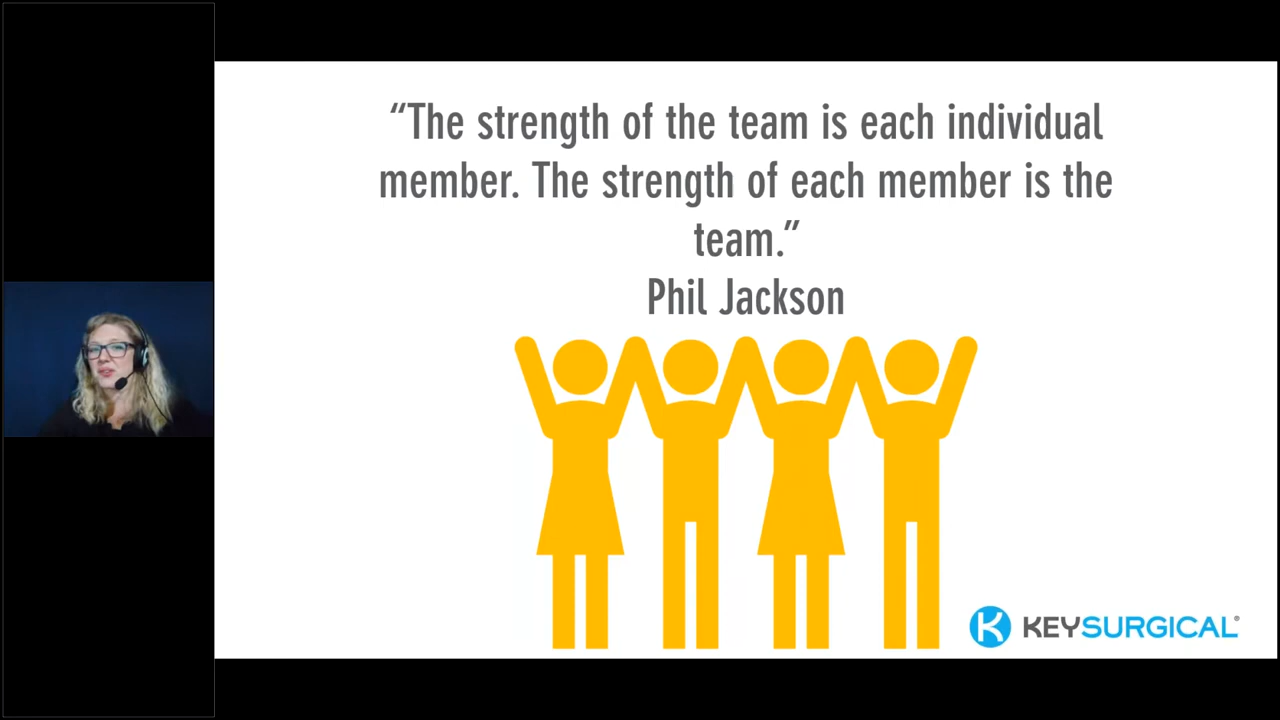 “The strength of the team is each individual
member. The strength of each member is the
team.”
Phil Jackson
KEYSURGICAL®